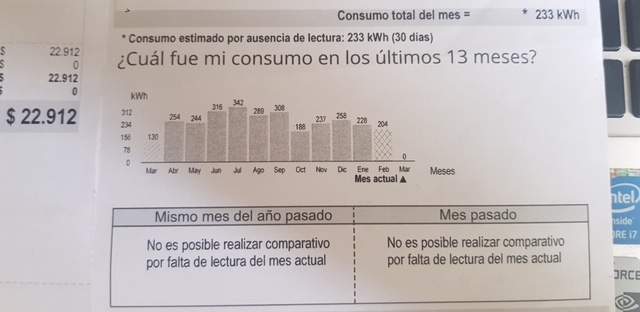 $ 22.912
$ 0
$ 22.912
0
$ 22.912
Consumo total del mes = * 233 kWh
* Consumo estimado por ausencia de lectura: 233 kWh (30 días)
¿Cuál fue mi consumo en los últimos 13 meses?
kWh
312
234
156
78
0
130 254 244 316 342 289 308 188 237 258 228 204 0
Mar Abr May Jun Jul Ago Sep Oct Nov Dic Ene Feb Mar
Meses
Mes actual ▲
Mismo mes del año pasado
Mes pasado
No es posible realizar comparativo
por falta de lectura del mes actual
No es posible realizar comparativo
por falta de lectura del mes actual
intel
inside